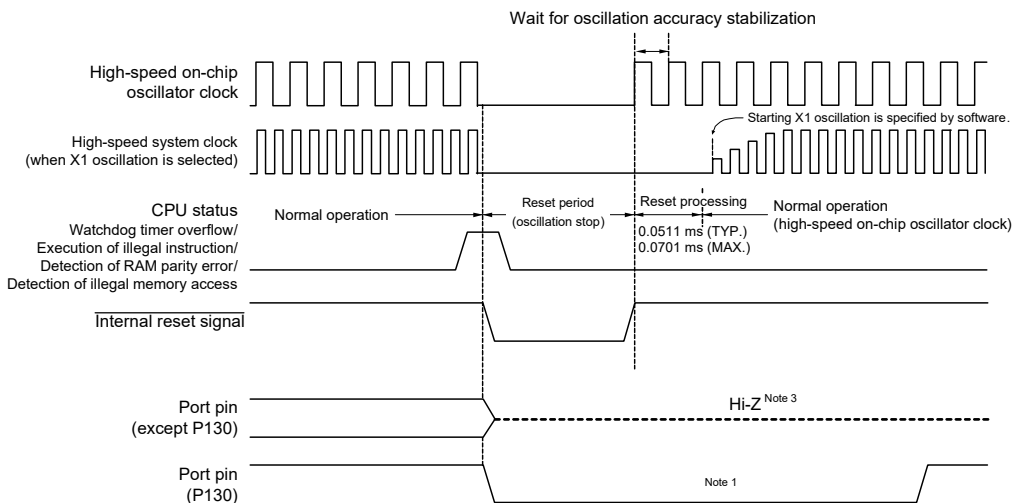 Wait for oscillation accuracy stabilization
High-speed on-chip
oscillator clock
Starting X1 oscillation is specified by software.
High-speed system clock
(when X1 oscillation is selected)
CPU status
Normal operation
Reset period
(oscillation stop)
Reset processing
0.0511 ms (TYP.)
0.0701 ms (MAX.)
Normal operation
(high-speed on-chip oscillator clock)
Watchdog timer overflow/
Execution of illegal instruction/
Detection of RAM parity error/
Detection of illegal memory access
Internal reset signal
Port pin
(except P130)
Hi-Z Note 3
Port pin
(P130)
Note 1